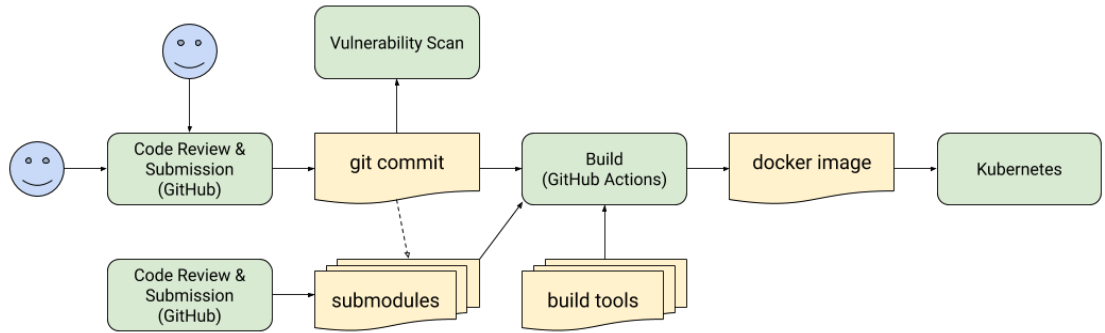 Vulnerability Scan
Code Review &
Submission
(GitHub)
git commit
Build
(GitHub Actions)
docker image
Kubernetes
Code Review &
Submission
(GitHub)
submodules
build tools